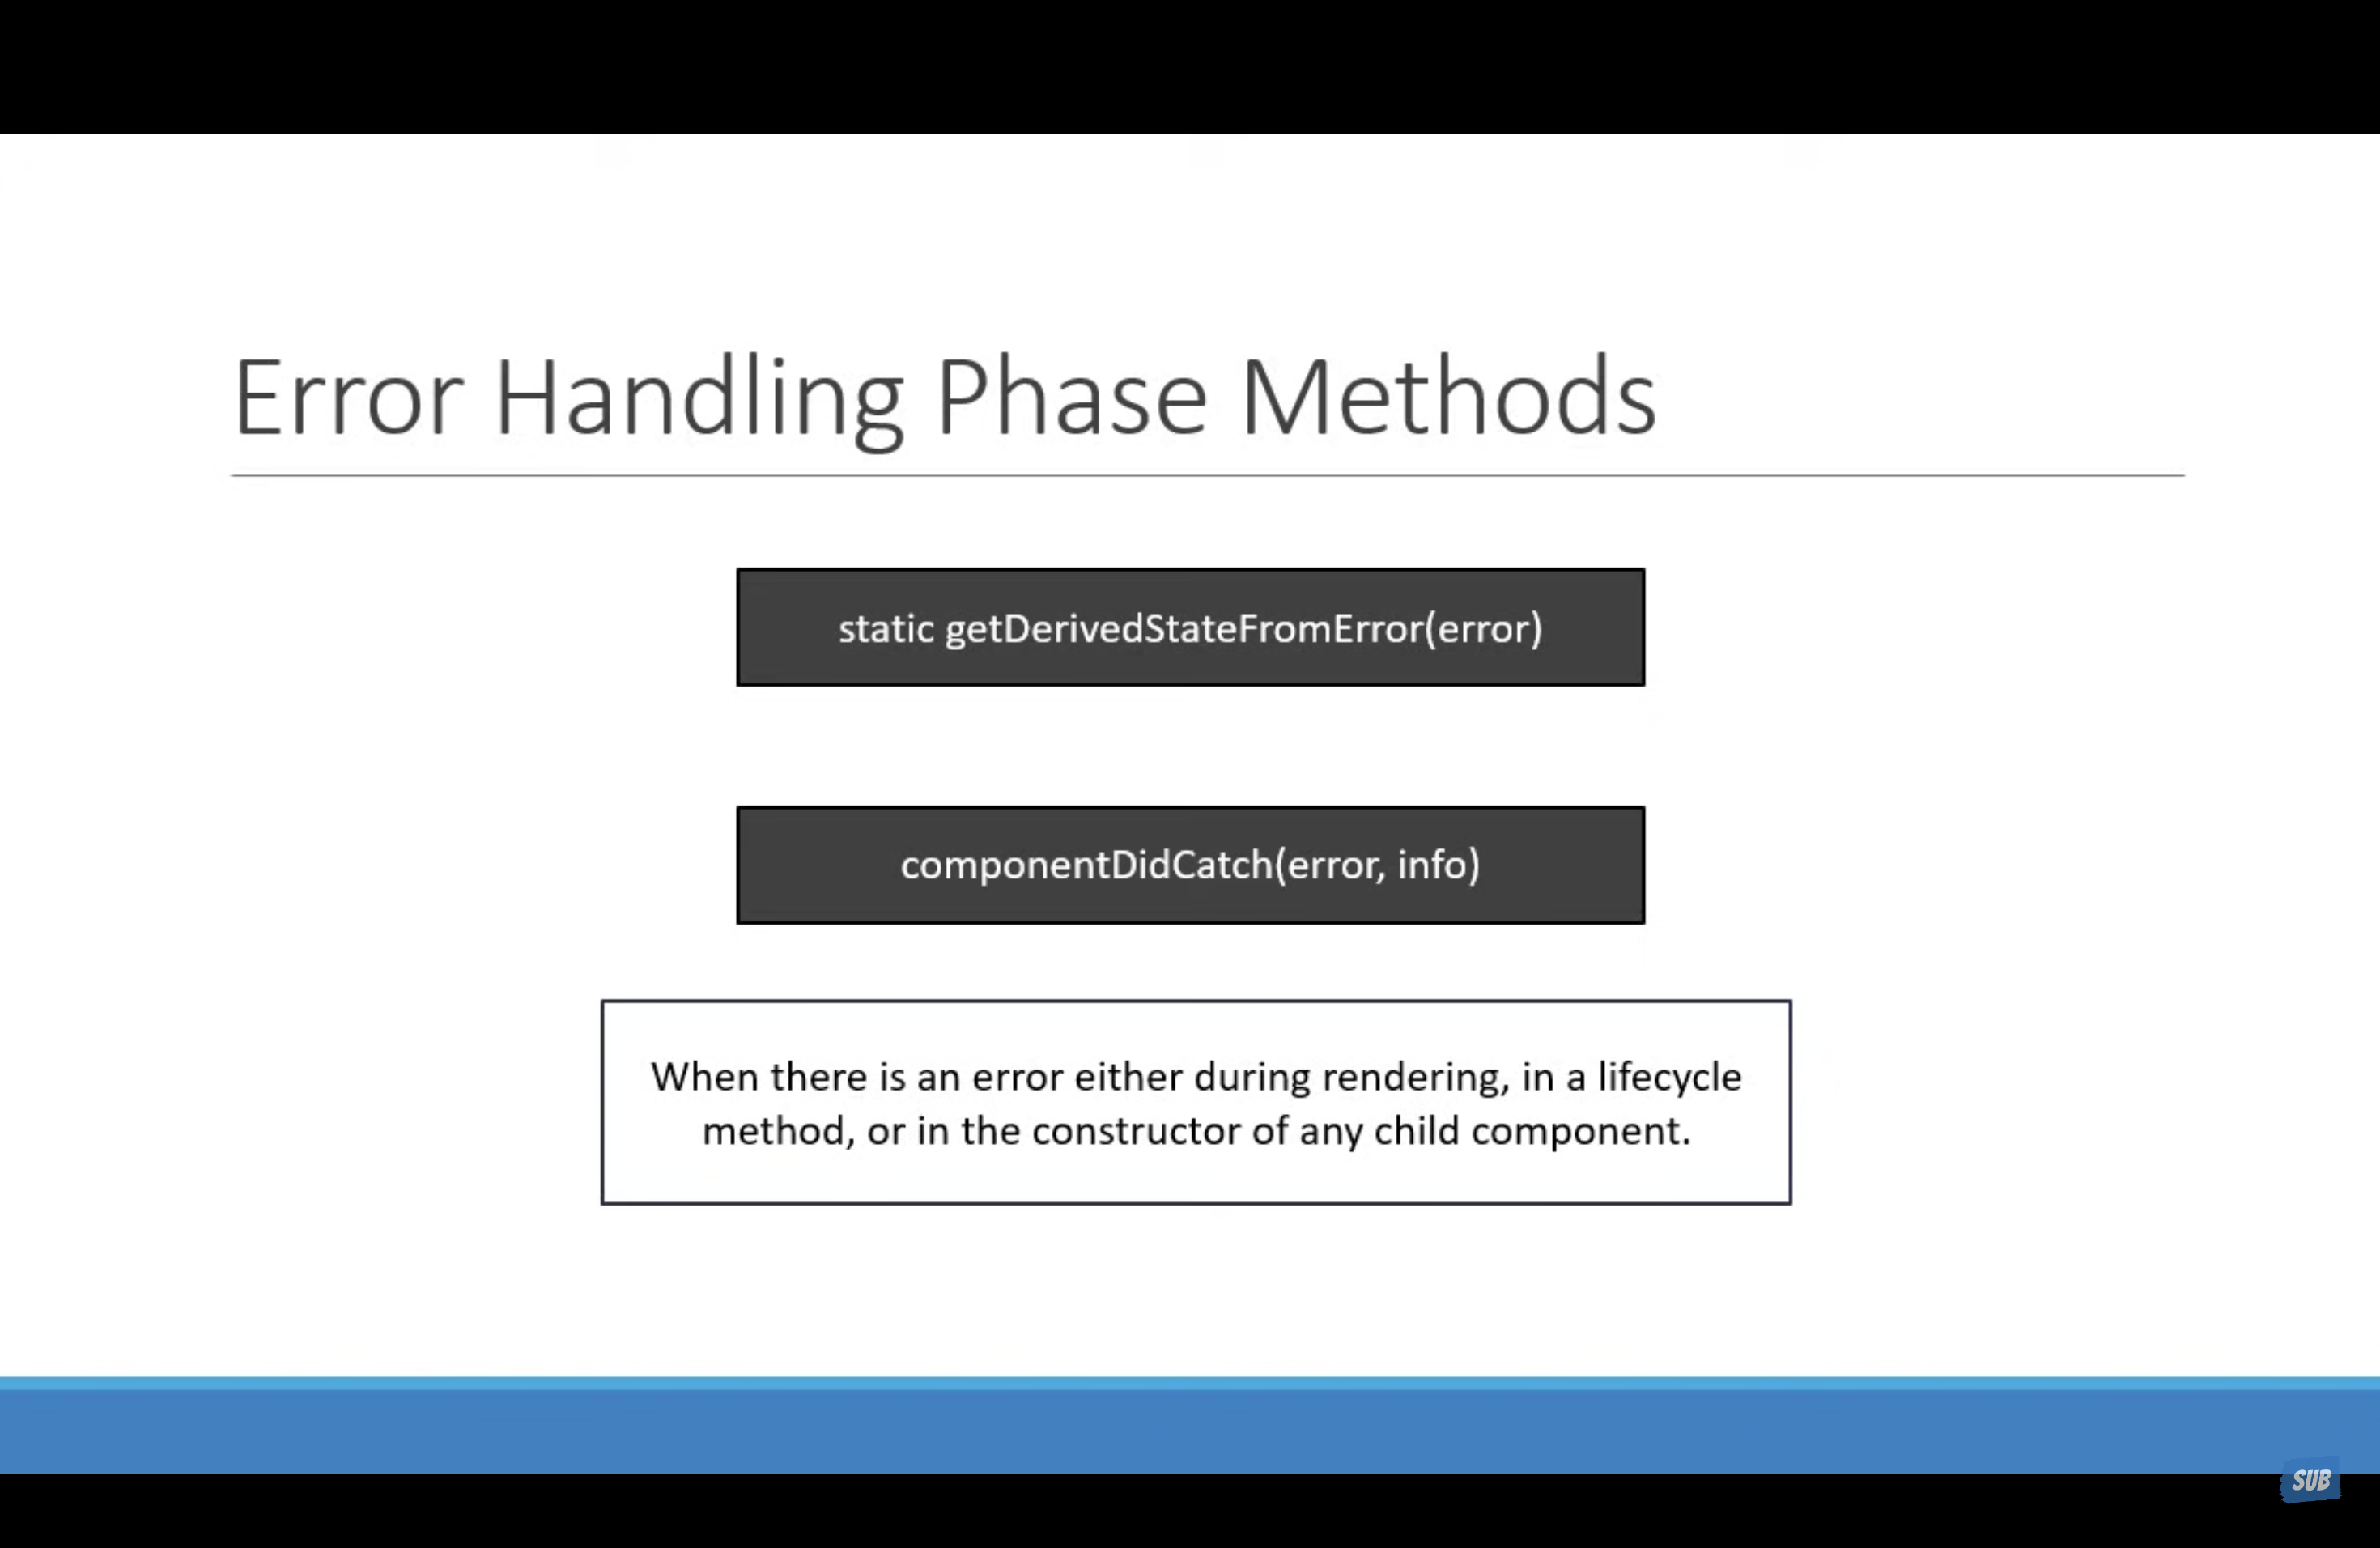 Error Handling Phase Methods
static getDerivedStateFromError(error)
componentDidCatch(error, info)
When there is an error either during rendering, in a lifecycle
method, or in the constructor of any child component.
SUB